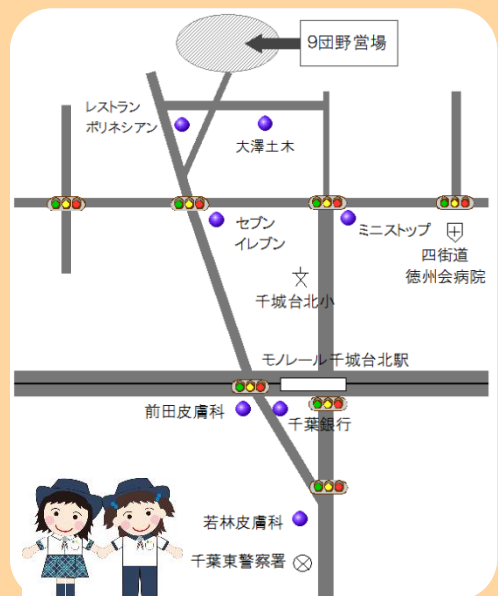 9団野営場
レストラン
ポリネシアン
大澤土木
セブン
イレブン
ミニストップ
四街道
徳州会病院
文
千城台北小
モノレール千城台北駅
前田皮膚科
千葉銀行
若林皮膚科
千葉東警察署